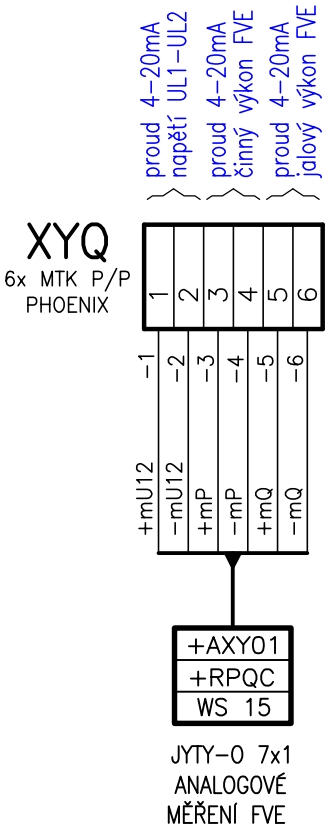 proud 4-20mA
napětí UL1-UL2
proud 4-20mA
činný výkon FVE
proud 4-20mA
jalový výkon FVE
XYQ
6x MTK P/P
PHOENIX
1
2
3
4
5
6
-1
-2
-3
-4
-5
-6
+mU12
-mU12
+mP
-mP
+mQ
-mQ
+AXY01
+RPQC
WS 15
JYTY-O 7x1
ANALOGOVÉ
MĚŘENÍ FVE